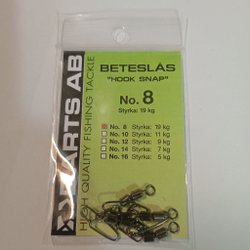 BETESLÅS
"HOOK SNAP"
No. 8
Styrka: 19 kg
No. 8 Styrka: 19 kg
No. 10 Styrka: 11 kg
No. 12 Styrka: 9 kg
No. 14 Styrka: 7 kg
No. 16 Styrka: 5 kg
PARTS AB
HIGH QUALITY FISHING TACKLE